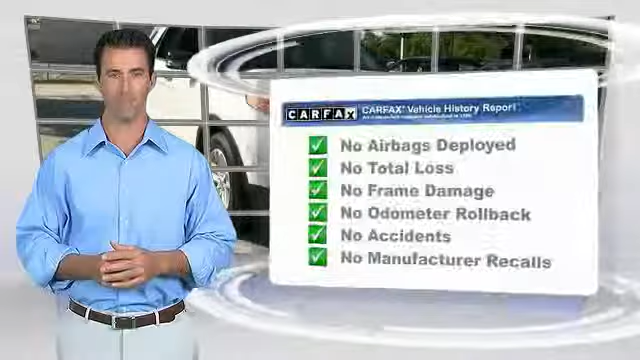 CARFAX CARFAX Vehicle History Report
No Airbags Deployed
No Total Loss
No Frame Damage
No Odometer Rollback
No Accidents
No Manufacturer Recalls